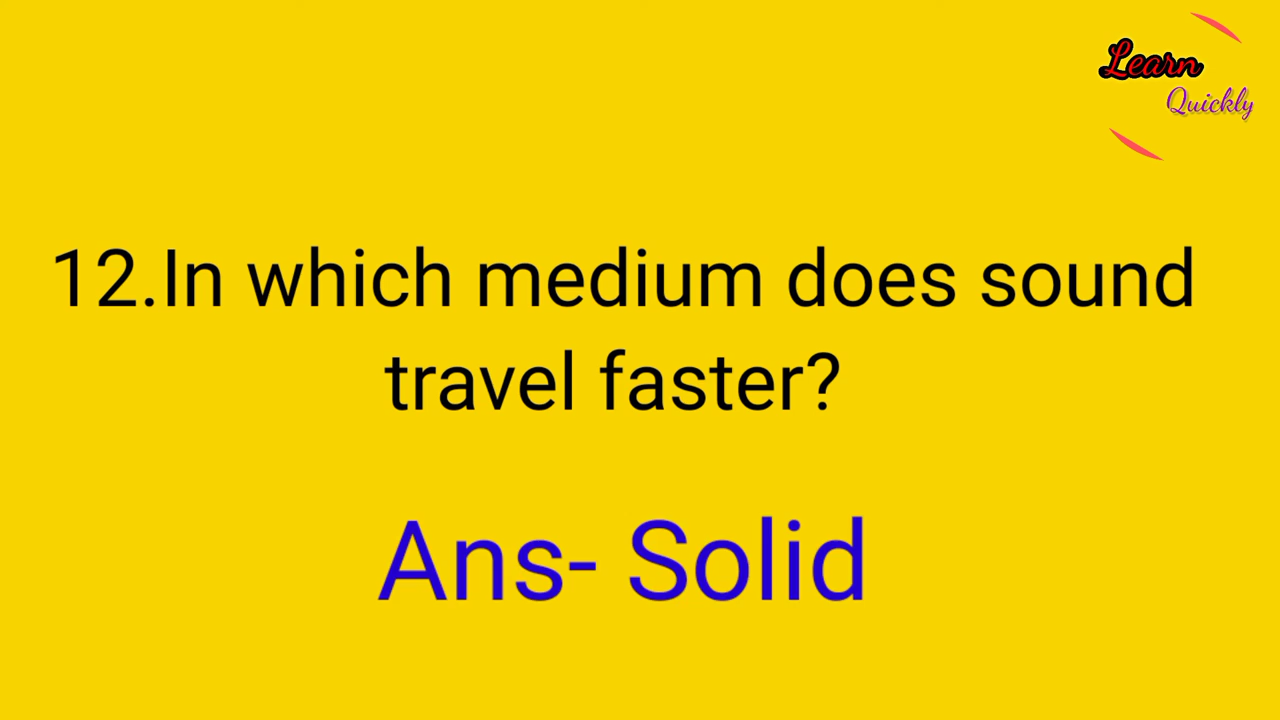 Learn
Quickly
12.In which medium does sound
travel faster?
Ans- Solid